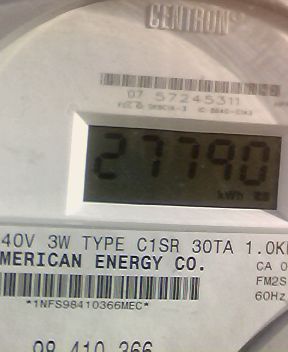 CENTRON
07 57245311
27790
kWh
40V 3W TYPE C1SR 30TA 1.0K
MERICAN ENERGY CO.
CA 0
FM2S
60Hz
*1NFS98410366MEC*
98 410 366